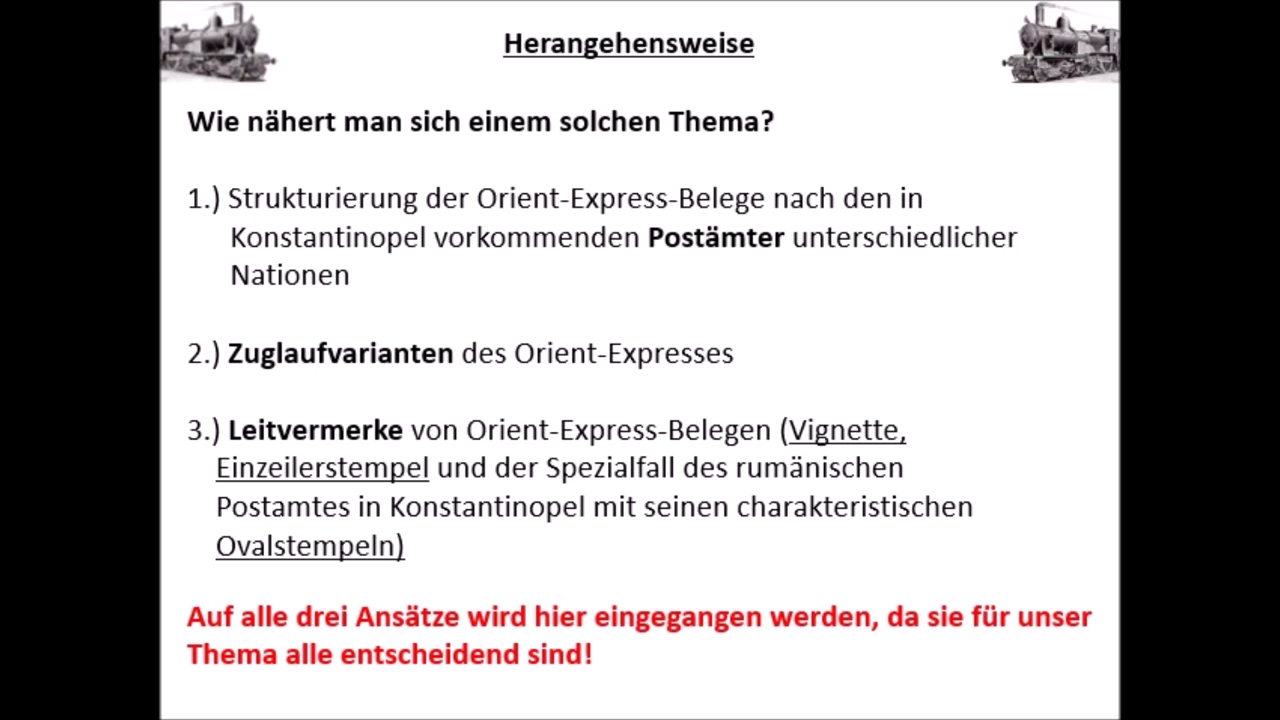 Herangehensweise
Wie nähert man sich einem solchen Thema?
1.) Strukturierung der Orient-Express-Belege nach den in
Konstantinopel vorkommenden Postämter unterschiedlicher
Nationen
2.) Zuglaufvarianten des Orient-Expresses
3.) Leitvermerke von Orient-Express-Belegen (Vignette,
Einzeilerstempel und der Spezialfall des rumänischen
Postamtes in Konstantinopel mit seinen charakteristischen
Ovalstempeln)
Auf alle drei Ansätze wird hier eingegangen werden, da sie für unser
Thema alle entscheidend sind!